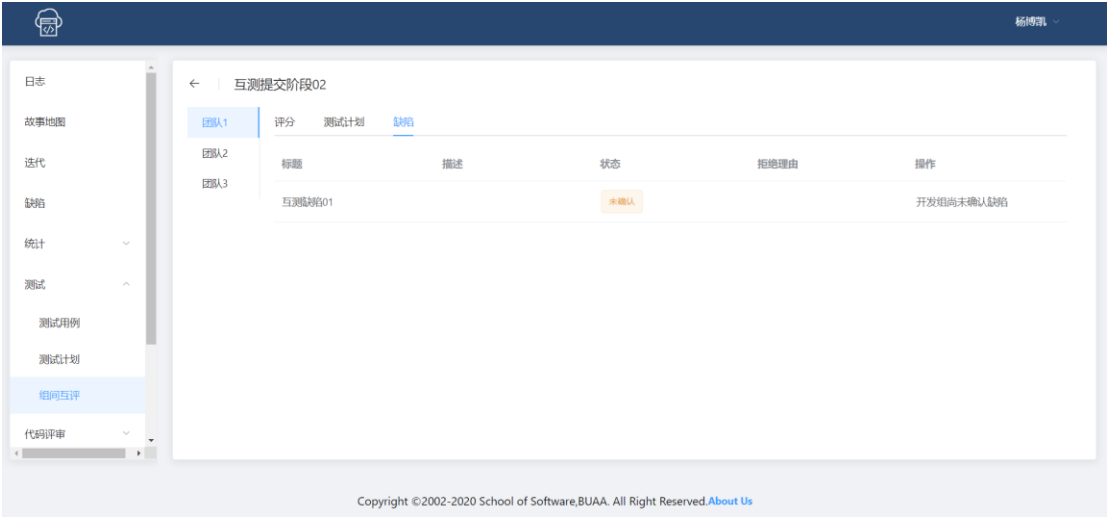 </>
杨博凯
日志
故事地图
迭代
缺陷
统计
测试
测试用例
测试计划
组间互评
代码评审
互测提交阶段02
团队1
团队2
团队3
评分 测试计划 缺陷
标题 描述 状态 拒绝理由 操作
互测缺陷01 未确认 开发组尚未确认缺陷
Copyright ©2002-2020 School of Software,BUAA. All Right Reserved.About Us